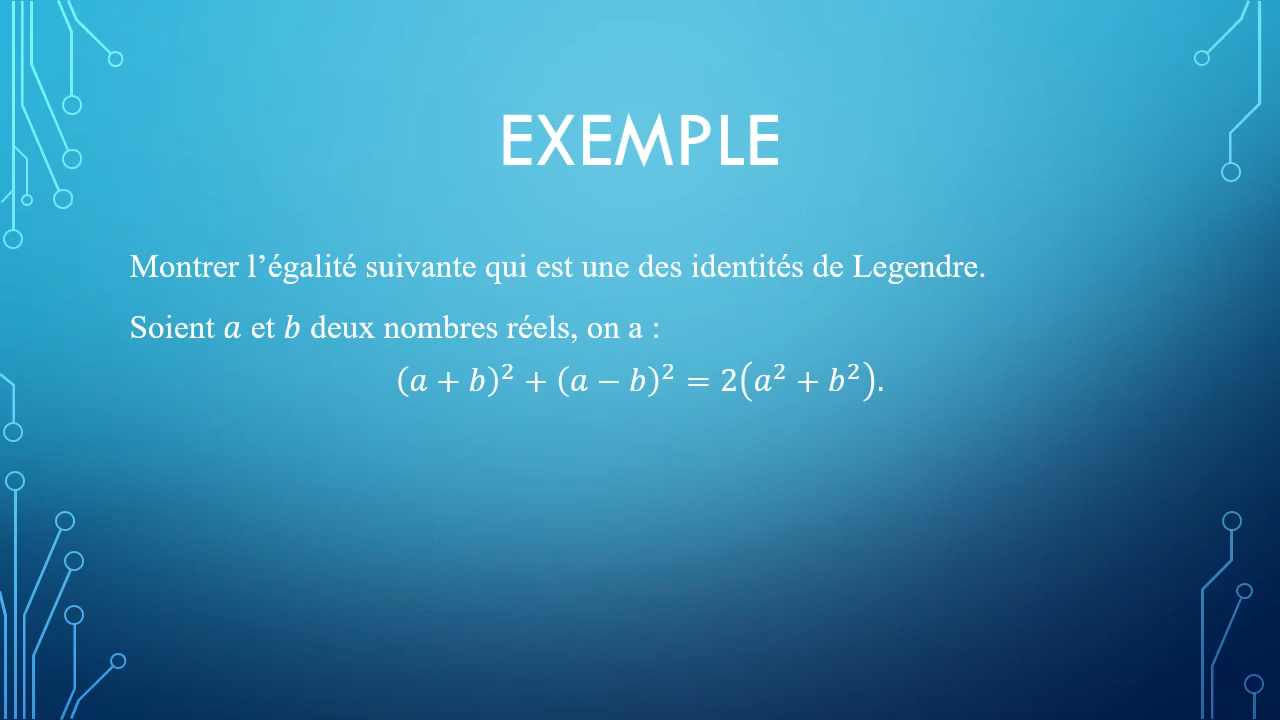 EXEMPLE
Montrer l’égalité suivante qui est une des identités de Legendre.
Soient 𝑎 et 𝑏 deux nombres réels, on a :
(𝑎 + 𝑏)² + (𝑎 − 𝑏)² = 2(𝑎² + 𝑏²).